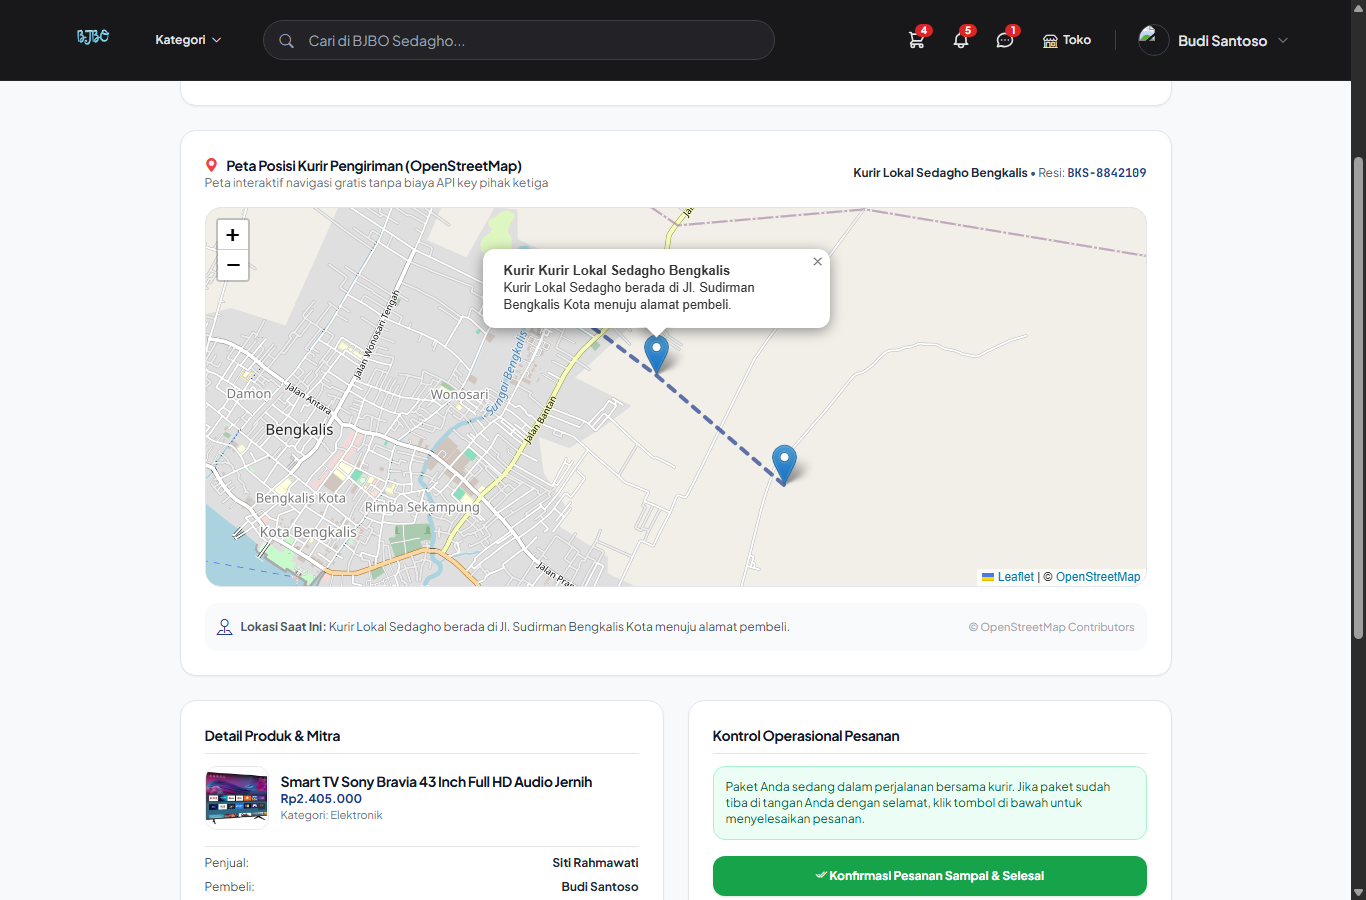 BJBO
Kategori
Cari di BJBO Sedagho...
4
5
1
Toko
Budi Santoso
Peta Posisi Kurir Pengiriman (OpenStreetMap)
Peta interaktif navigasi gratis tanpa biaya API key pihak ketiga
Kurir Lokal Sedagho Bengkalis • Resi: BKS-8842109
+
−
Kurir Kurir Lokal Sedagho Bengkalis
Kurir Lokal Sedagho berada di Jl. Sudirman
Bengkalis Kota menuju alamat pembeli.
×
Jalan Wonosari Tengah
Sungai Bengkalis
Damon
Jalan Antara
Wonosari
Bengkalis
Jalan Bantan
Bengkalis Kota
Rimba Sekampung
Kota Bengkalis
Leaflet | © OpenStreetMap
Lokasi Saat Ini: Kurir Lokal Sedagho berada di Jl. Sudirman Bengkalis Kota menuju alamat pembeli.
© OpenStreetMap Contributors
Detail Produk & Mitra
Smart TV Sony Bravia 43 Inch Full HD Audio Jernih
Rp2.405.000
Kategori: Elektronik
Penjual: Siti Rahmawati
Pembeli: Budi Santoso
Kontrol Operasional Pesanan
Paket Anda sedang dalam perjalanan bersama kurir. Jika paket sudah
tiba di tangan Anda dengan selamat, klik tombol di bawah untuk
menyelesaikan pesanan.
Konfirmasi Pesanan Sampai & Selesai